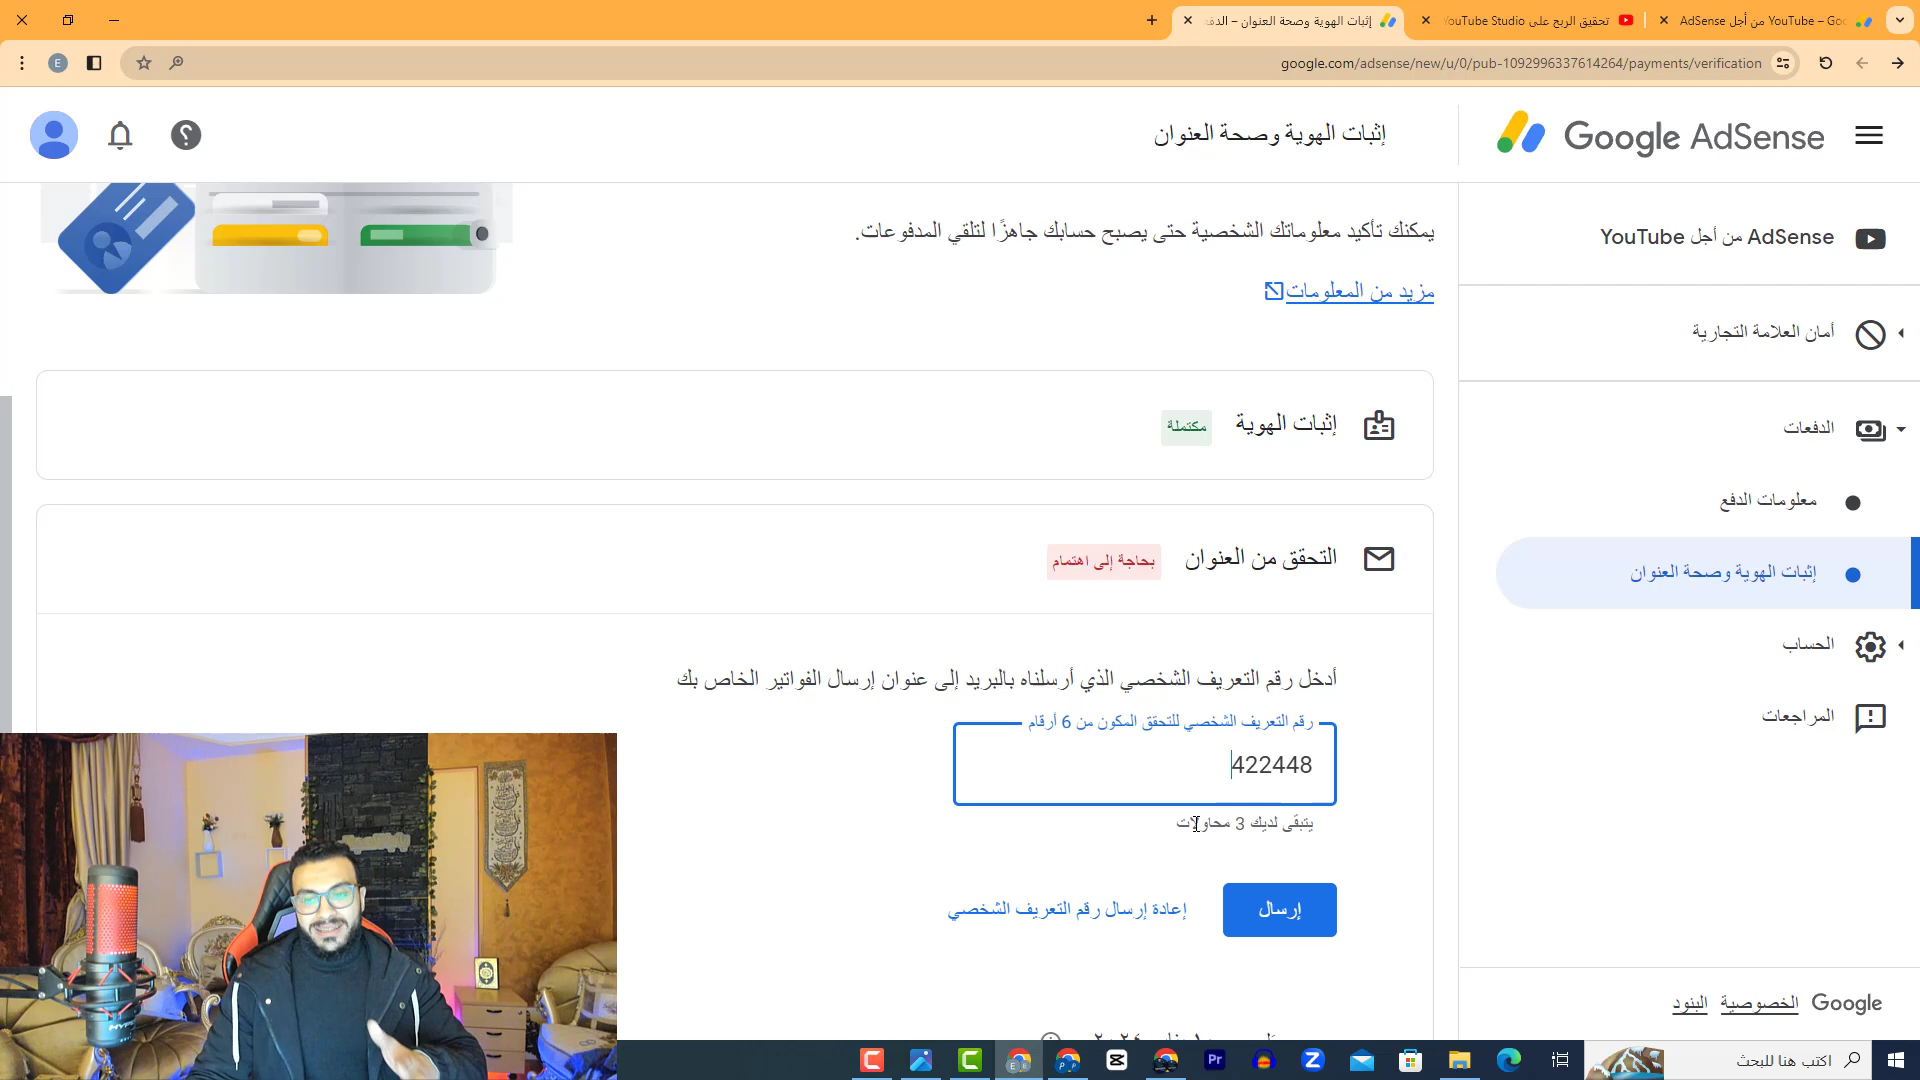 AdSense من أجل YouTube – Goo
تحقيق الربح على YouTube Studio
إثبات الهوية وصحة العنوان – الدفع
google.com/adsense/new/u/0/pub-1092996337614264/payments/verification
E
Google AdSense
إثبات الهوية وصحة العنوان
AdSense من أجل YouTube
أمان العلامة التجارية
الدفعات
معلومات الدفع
إثبات الهوية وصحة العنوان
الحساب
المراجعات
Google الخصوصية البنود
يمكنك تأكيد معلوماتك الشخصية حتى يصبح حسابك جاهزًا لتلقي المدفوعات.
مزيد من المعلومات
إثبات الهوية مكتملة
التحقق من العنوان بحاجة إلى اهتمام
أدخل رقم التعريف الشخصي الذي أرسلناه بالبريد إلى عنوان إرسال الفواتير الخاص بك
رقم التعريف الشخصي للتحقق المكون من 6 أرقام
422448
يتبقّى لديك 3 محاولات
إرسال
إعادة إرسال رقم التعريف الشخصي
اكتب هنا للبحث